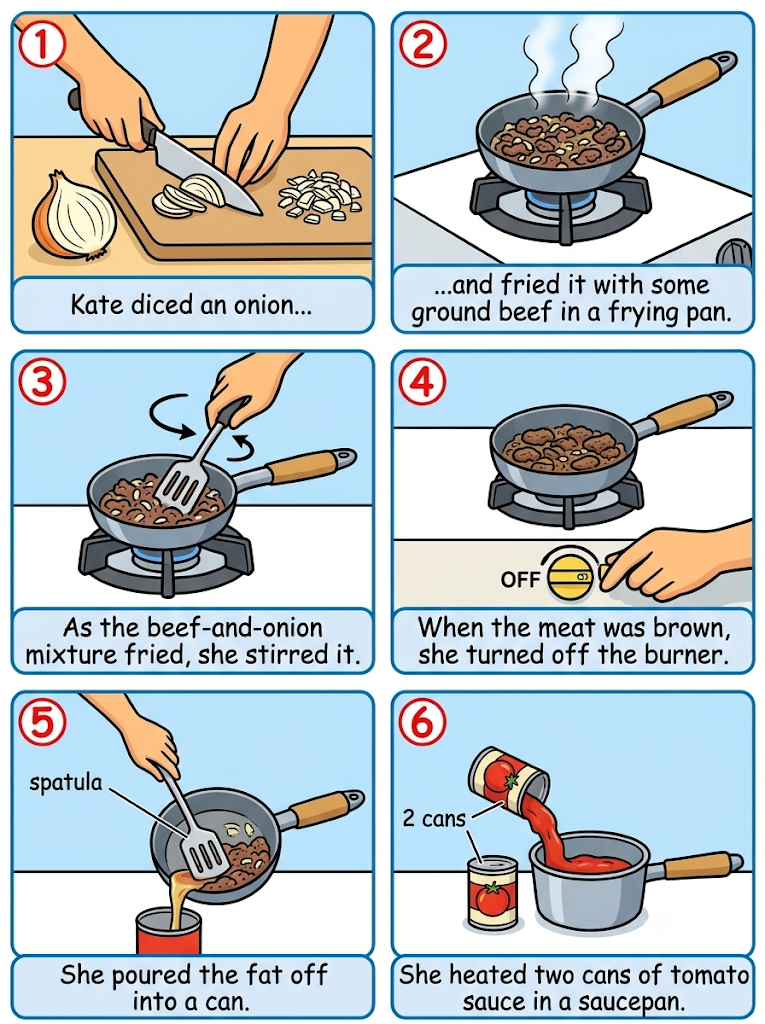 1
Kate diced an onion...
2
...and fried it with some
ground beef in a frying pan.
3
As the beef-and-onion
mixture fried, she stirred it.
4
OFF
When the meat was brown,
she turned off the burner.
5
spatula
She poured the fat off
into a can.
6
2 cans
She heated two cans of tomato
sauce in a saucepan.